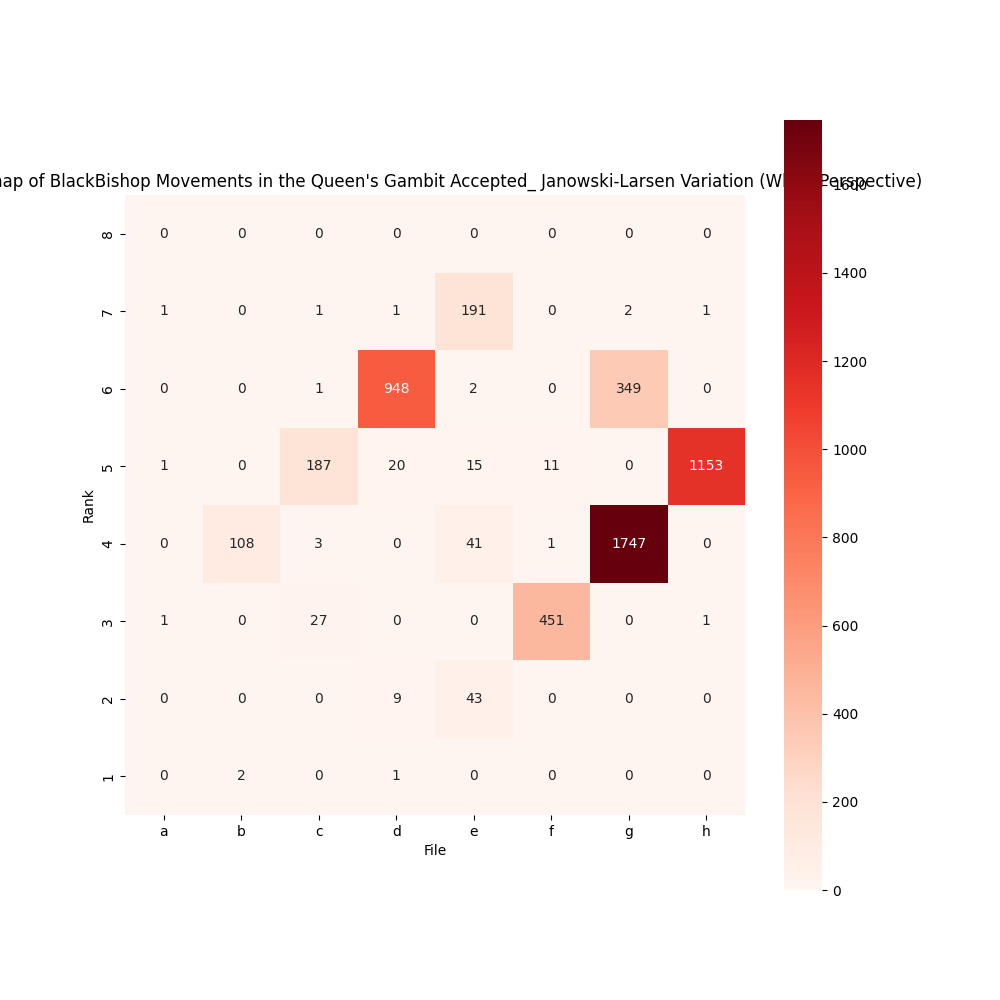 of BlackBishop Movements in the Queen's Gambit Accepted_ Janowski-Larsen Variation Perspective)
1600
8 0 0 0 0 0 0 0 0
1400
7 1 0 1 1 191 0 2 1
1200
6 0 0 1 948 2 0 349 0
1000
5 1 0 187 20 15 11 0 1153
Rank
800
4 0 108 3 0 41 1 1747 0
600
3 1 0 27 0 0 451 0 1
400
2 0 0 0 9 43 0 0 0
200
1 0 2 0 1 0 0 0 0
a b c d e f g h
File
0